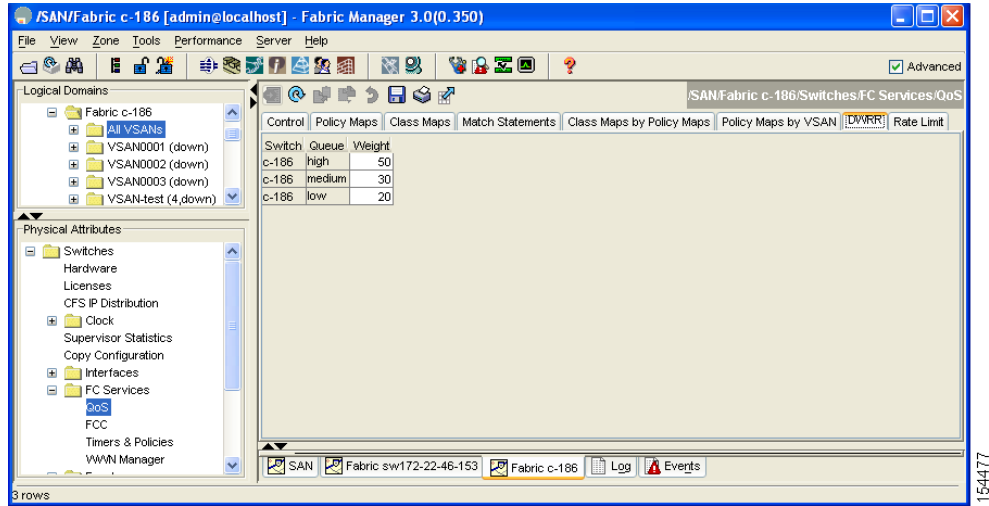 /SAN/Fabric c-186 [admin@localhost] - Fabric Manager 3.0(0.350)
File View Zone Tools Performance Server Help
Advanced
Logical Domains
Fabric c-186
All VSANs
VSAN0001 (down)
VSAN0002 (down)
VSAN0003 (down)
VSAN-test (4,down)
Physical Attributes
Switches
Hardware
Licenses
CFS IP Distribution
Clock
Supervisor Statistics
Copy Configuration
Interfaces
FC Services
QoS
FCC
Timers & Policies
WWN Manager
/SAN/Fabric c-186/Switches/FC Services/QoS
Control Policy Maps Class Maps Match Statements Class Maps by Policy Maps Policy Maps by VSAN DWRR Rate Limit
Switch Queue Weight
c-186 high 50
c-186 medium 30
c-186 low 20
SAN Fabric sw172-22-46-153 Fabric c-186 Log Events
3 rows
154477